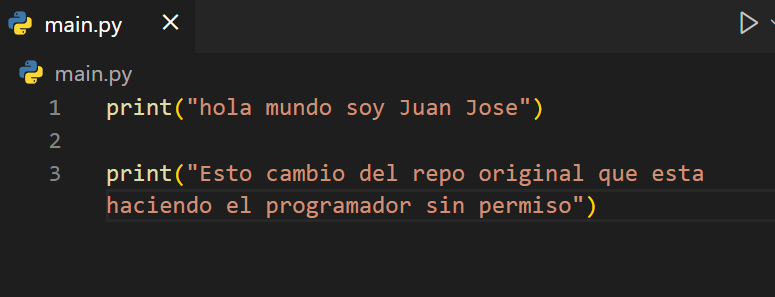 main.py
main.py
1 print("hola mundo soy Juan Jose")
2
3 print("Esto cambio del repo original que esta
haciendo el programador sin permiso")